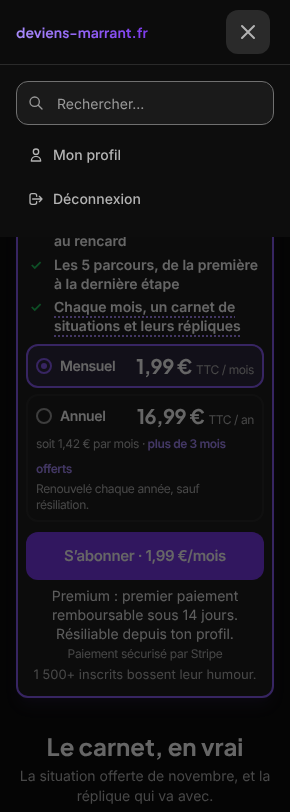 deviens-marrant.fr
Rechercher...
Mon profil
Déconnexion
au rencard
Les 5 parcours, de la première
à la dernière étape
Chaque mois, un carnet de
situations et leurs répliques
Mensuel 1,99 € TTC / mois
Annuel 16,99 € TTC / an
soit 1,42 € par mois · plus de 3 mois
offerts
Renouvelé chaque année, sauf
résiliation.
S'abonner · 1,99 €/mois
Premium : premier paiement
remboursable sous 14 jours.
Résiliable depuis ton profil.
Paiement sécurisé par Stripe
1 500+ inscrits bossent leur humour.
Le carnet, en vrai
La situation offerte de novembre, et la
réplique qui va avec.